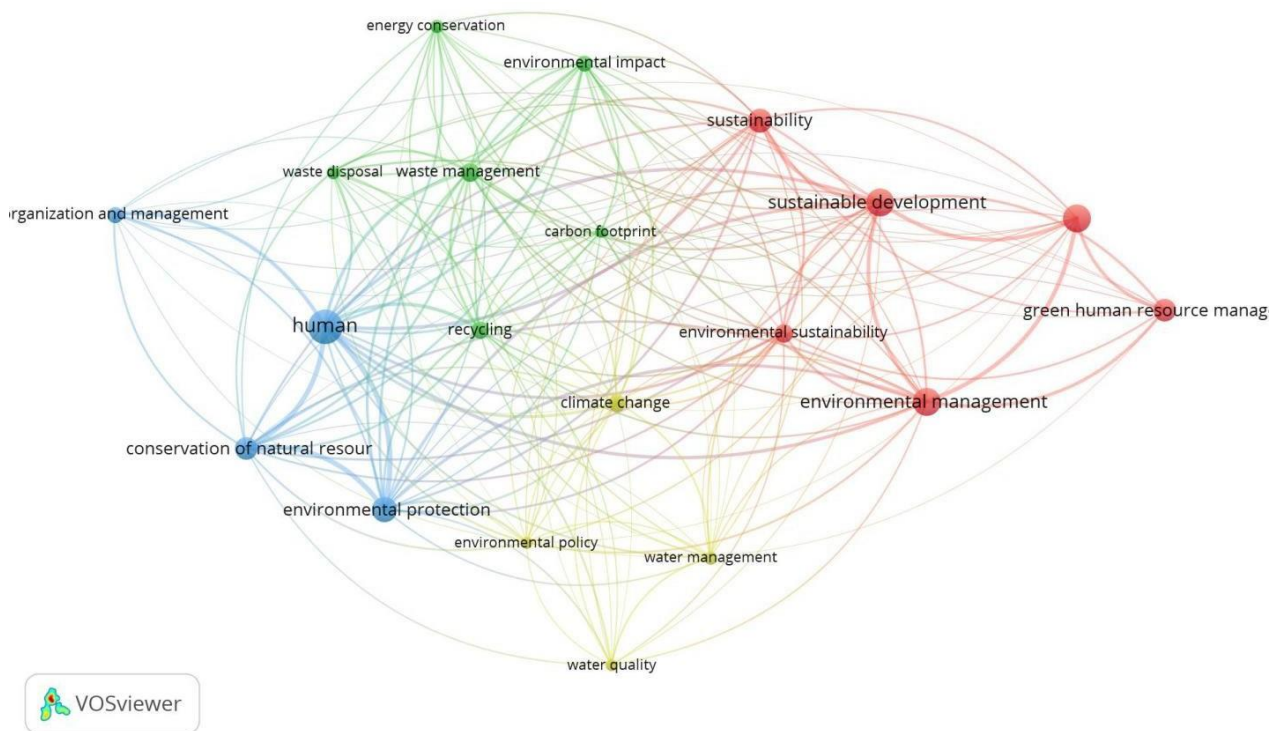 energy conservation
environmental impact
sustainability
waste disposal
waste management
sustainable development
organization and management
carbon footprint
green human resource manag
human
recycling
environmental sustainability
climate change
environmental management
conservation of natural resour
environmental protection
environmental policy
water management
water quality
VOSviewer